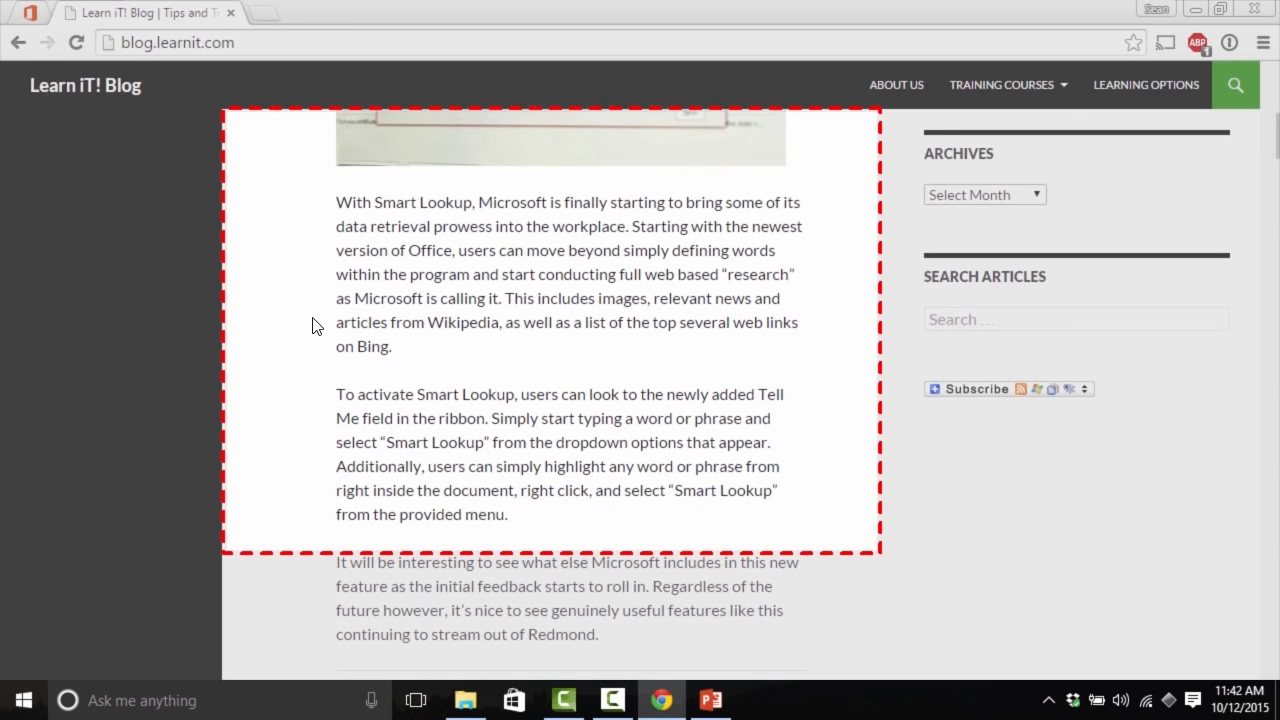 Learn iT! Blog | Tips and T
Sean
blog.learnit.com
ABP
1
Learn iT! Blog
ABOUT US
TRAINING COURSES
LEARNING OPTIONS
With Smart Lookup, Microsoft is finally starting to bring some of its
data retrieval prowess into the workplace. Starting with the newest
version of Office, users can move beyond simply defining words
within the program and start conducting full web based “research”
as Microsoft is calling it. This includes images, relevant news and
articles from Wikipedia, as well as a list of the top several web links
on Bing.
To activate Smart Lookup, users can look to the newly added Tell
Me field in the ribbon. Simply start typing a word or phrase and
select “Smart Lookup” from the dropdown options that appear.
Additionally, users can simply highlight any word or phrase from
right inside the document, right click, and select “Smart Lookup”
from the provided menu.
It will be interesting to see what else Microsoft includes in this new
feature as the initial feedback starts to roll in. Regardless of the
future however, it’s nice to see genuinely useful features like this
continuing to stream out of Redmond.
ARCHIVES
Select Month
SEARCH ARTICLES
Search …
Subscribe
Ask me anything
11:42 AM
10/12/2015